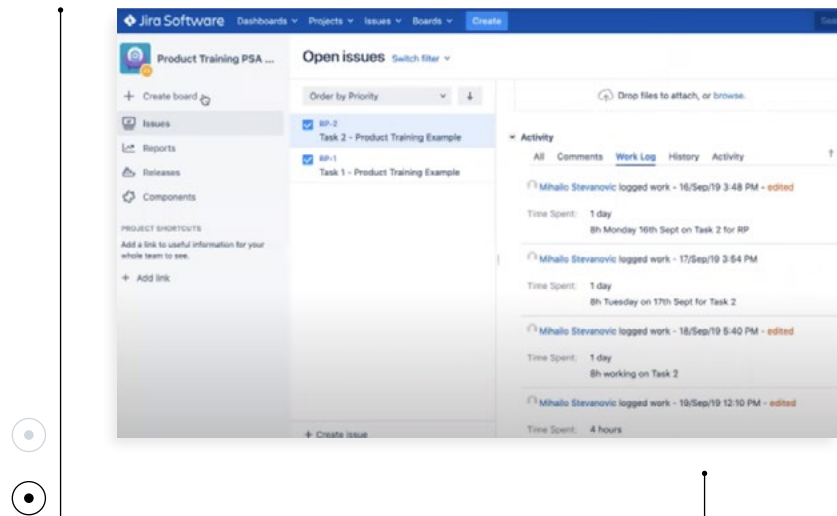 Jira Software Dashboards Projects Issues Boards Create
Product Training PSA ...
+ Create board
Issues
Reports
Releases
Components
PROJECT SHORTCUTS
Add a link to useful information for your
whole team to see.
+ Add link
Open issues Switch filter
Order by Priority
RP-2
Task 2 - Product Training Example
RP-1
Task 1 - Product Training Example
+ Create issue
Drop files to attach, or browse.
Activity
All Comments Work Log History Activity
Mihailo Stevanovic logged work - 16/Sep/19 3:48 PM - edited
Time Spent: 1 day
8h Monday 16th Sept on Task 2 for RP
Mihailo Stevanovic logged work - 17/Sep/19 3:54 PM
Time Spent: 1 day
8h Tuesday on 17th Sept for Task 2
Mihailo Stevanovic logged work - 18/Sep/19 5:40 PM - edited
Time Spent: 1 day
8h working on Task 2
Mihailo Stevanovic logged work - 19/Sep/19 12:10 PM - edited
Time Spent: 4 hours